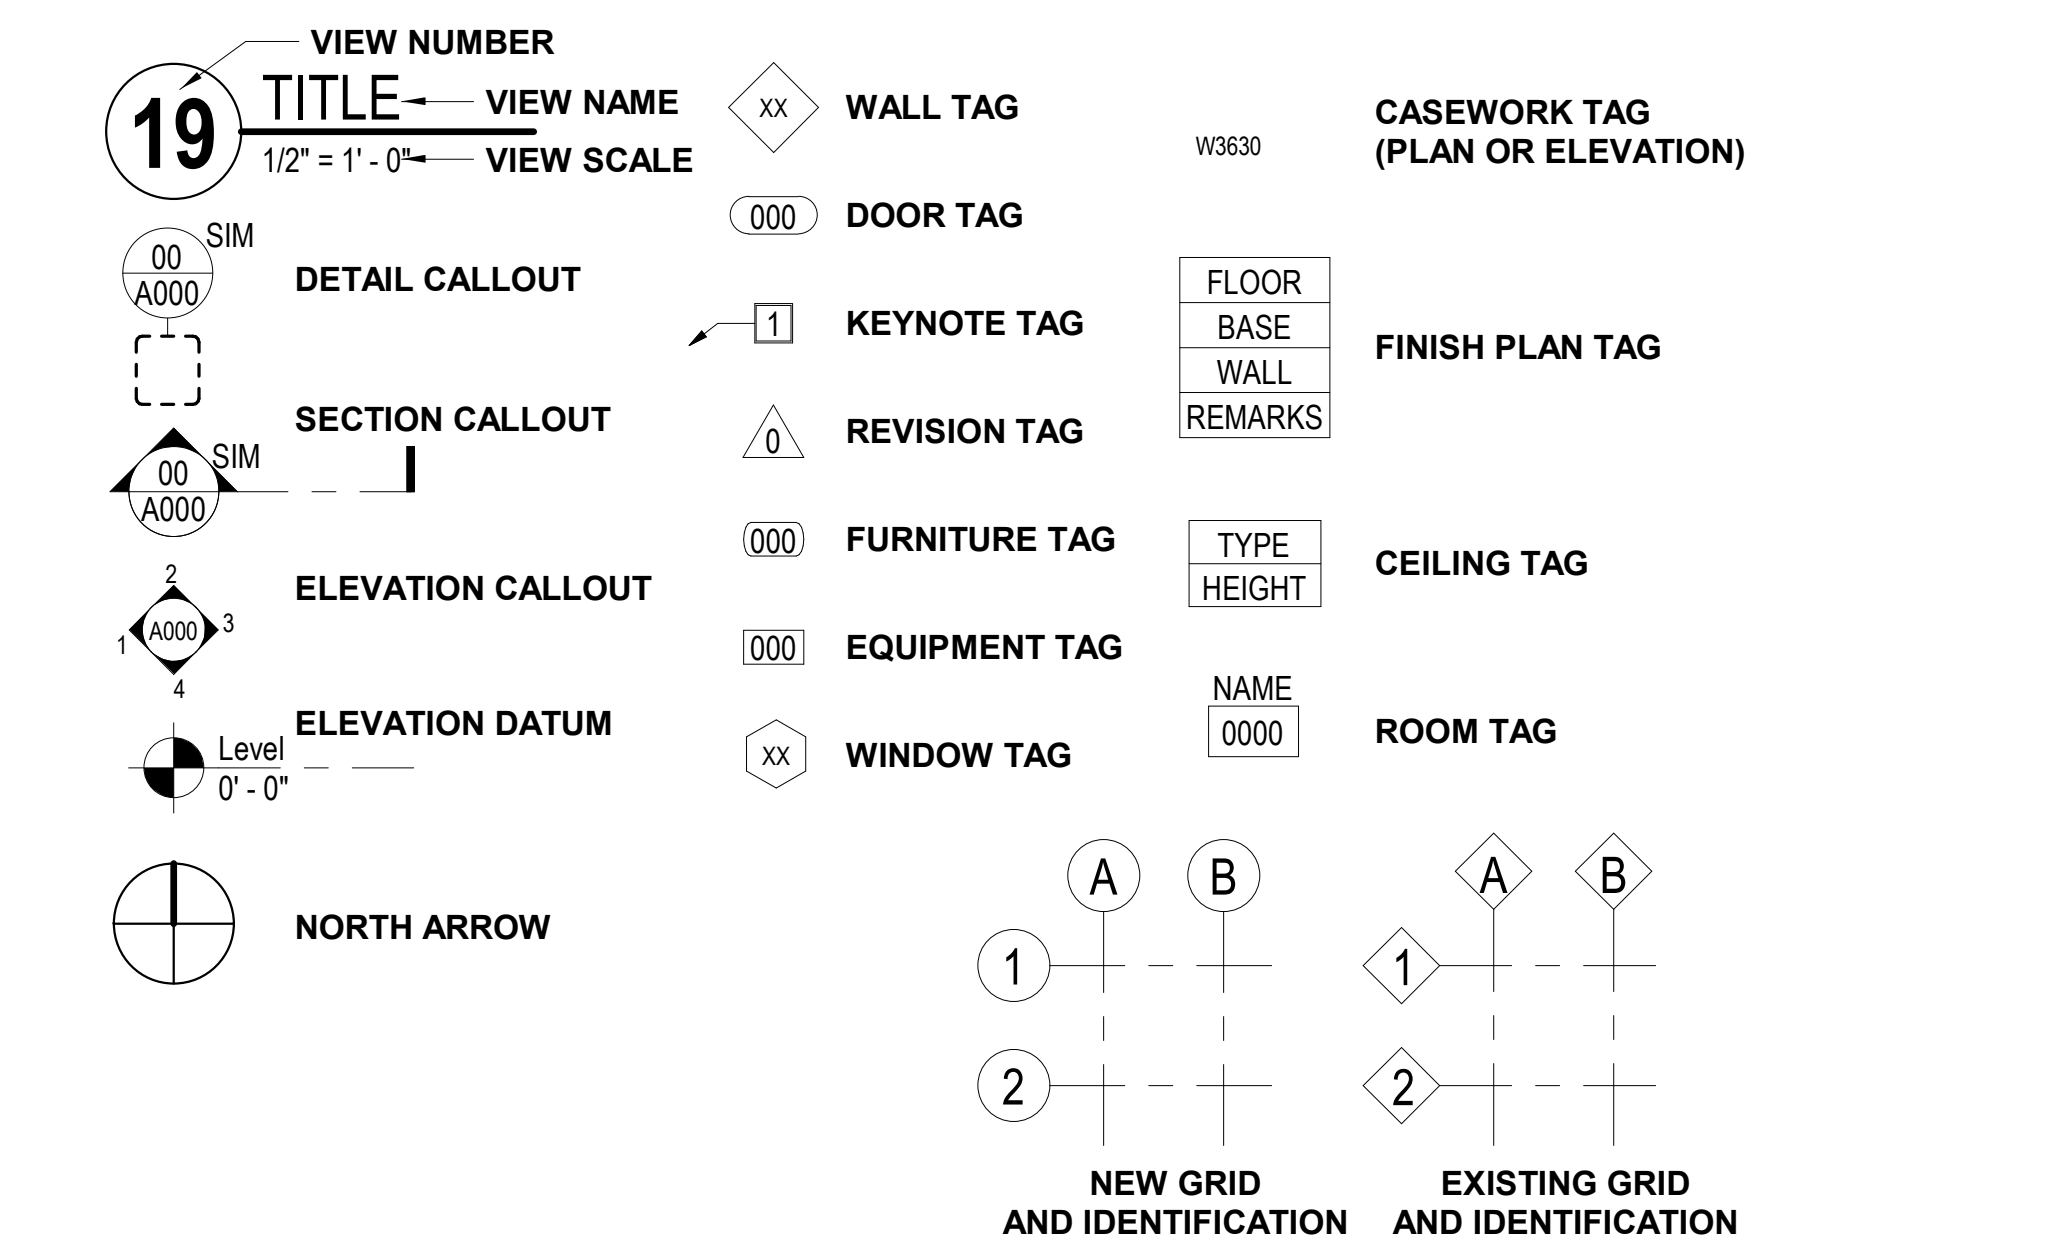 VIEW NUMBER
19
TITLE
VIEW NAME
1/2" = 1' - 0"
VIEW SCALE
00
A000
SIM
DETAIL CALLOUT
SECTION CALLOUT
00
A000
SIM
ELEVATION CALLOUT
2
1
A000
3
4
ELEVATION DATUM
Level
0' - 0"
NORTH ARROW
XX
WALL TAG
000
DOOR TAG
1
KEYNOTE TAG
0
REVISION TAG
000
FURNITURE TAG
000
EQUIPMENT TAG
XX
WINDOW TAG
W3630
CASEWORK TAG
(PLAN OR ELEVATION)
FLOOR
BASE
WALL
REMARKS
FINISH PLAN TAG
TYPE
HEIGHT
CEILING TAG
NAME
0000
ROOM TAG
A
B
1
2
NEW GRID
AND IDENTIFICATION
A
B
1
2
EXISTING GRID
AND IDENTIFICATION